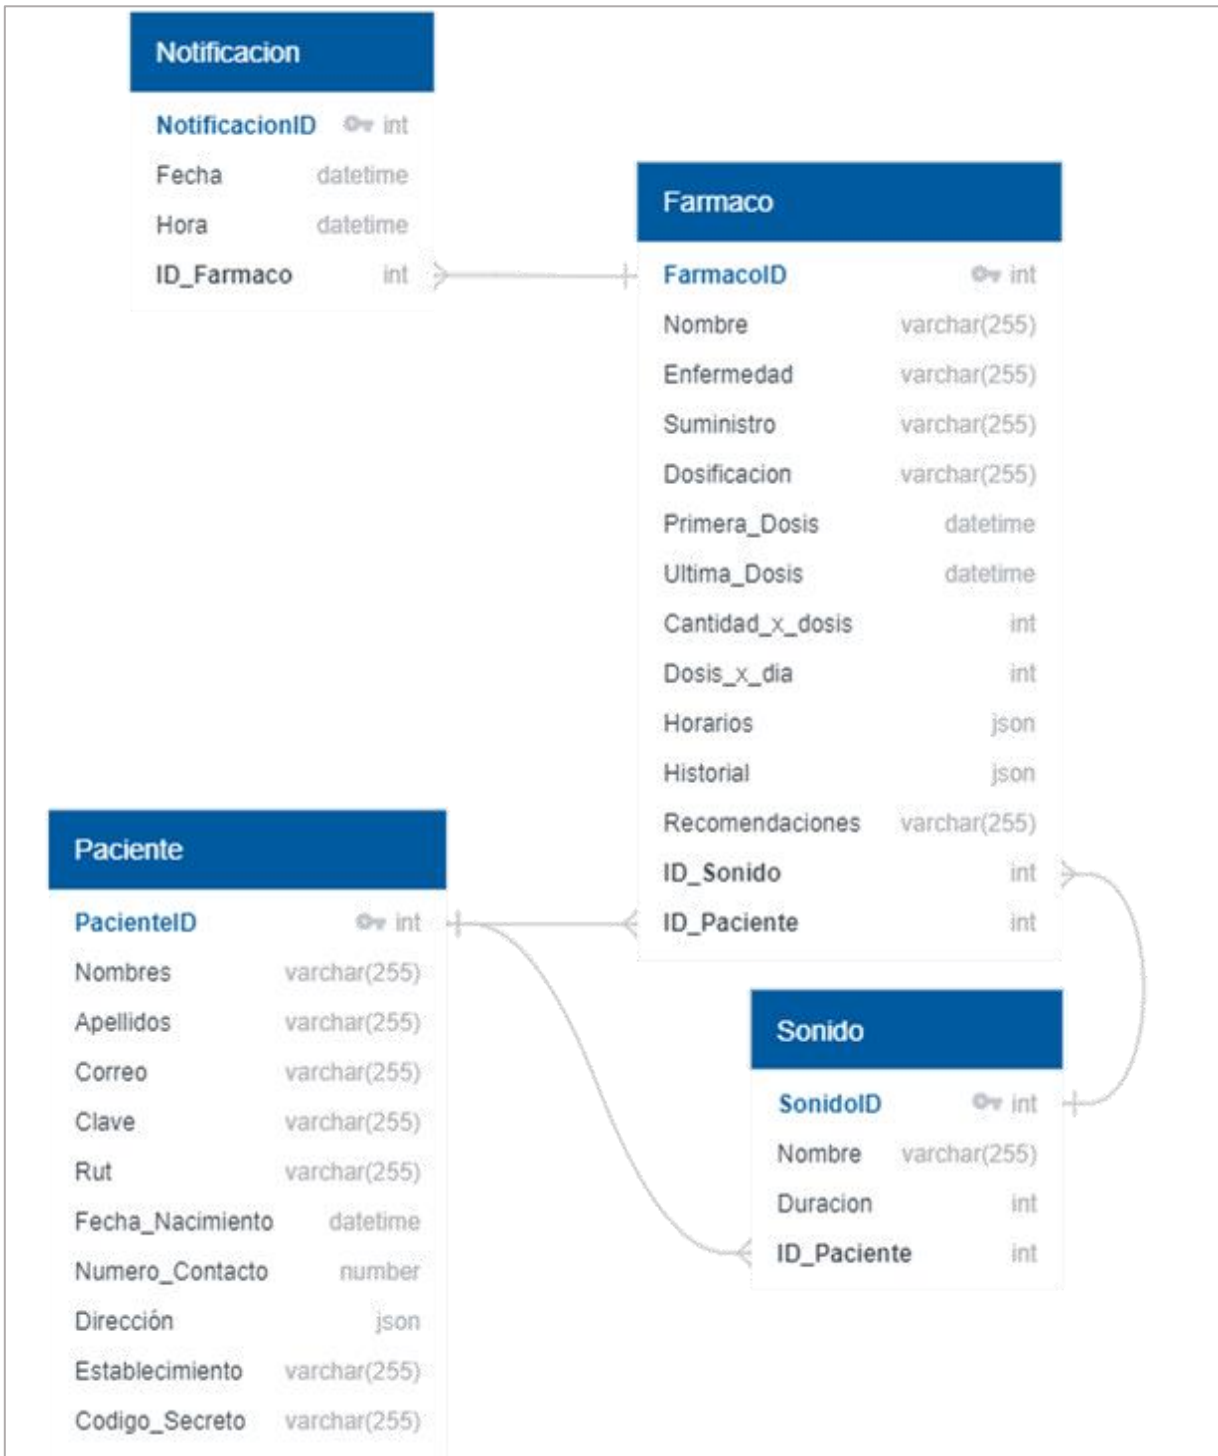 Notificacion
NotificacionID int
Fecha datetime
Hora datetime
ID_Farmaco int
Farmaco
FarmacoID int
Nombre varchar(255)
Enfermedad varchar(255)
Suministro varchar(255)
Dosificacion varchar(255)
Primera_Dosis datetime
Ultima_Dosis datetime
Cantidad_x_dosis int
Dosis_x_dia int
Horarios json
Historial json
Recomendaciones varchar(255)
ID_Sonido int
ID_Paciente int
Paciente
PacienteID int
Nombres varchar(255)
Apellidos varchar(255)
Correo varchar(255)
Clave varchar(255)
Rut varchar(255)
Fecha_Nacimiento datetime
Numero_Contacto number
Dirección json
Establecimiento varchar(255)
Codigo_Secreto varchar(255)
Sonido
SonidoID int
Nombre varchar(255)
Duracion int
ID_Paciente int